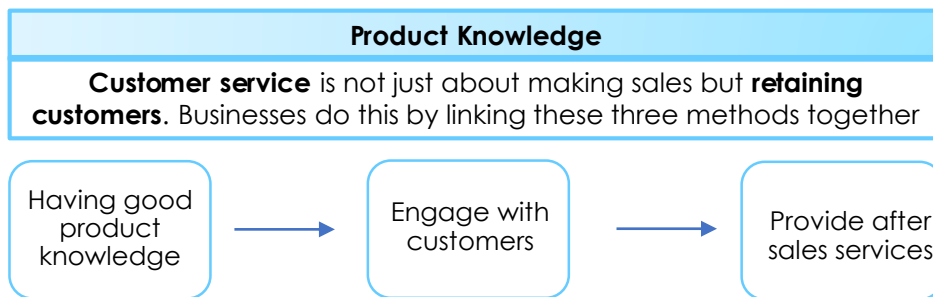 Product Knowledge
Customer service is not just about making sales but retaining
customers. Businesses do this by linking these three methods together
Having good
product
knowledge
Engage with
customers
Provide after
sales services